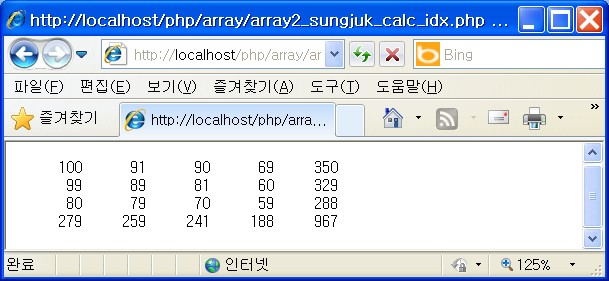 http://localhost/php/array/array2_sungjuk_calc_idx.php ...
http://localhost/php/array/ar
Bing
파일(F) 편집(E) 보기(V) 즐겨찾기(A) 도구(T) 도움말(H)
즐겨찾기 http://localhost/php/arra... »
100 91 90 69 350
99 89 81 60 329
80 79 70 59 288
279 259 241 188 967
완료 인터넷 125%